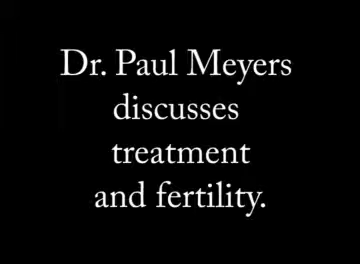 Dr. Paul Meyers
discusses
treatment
and fertility.